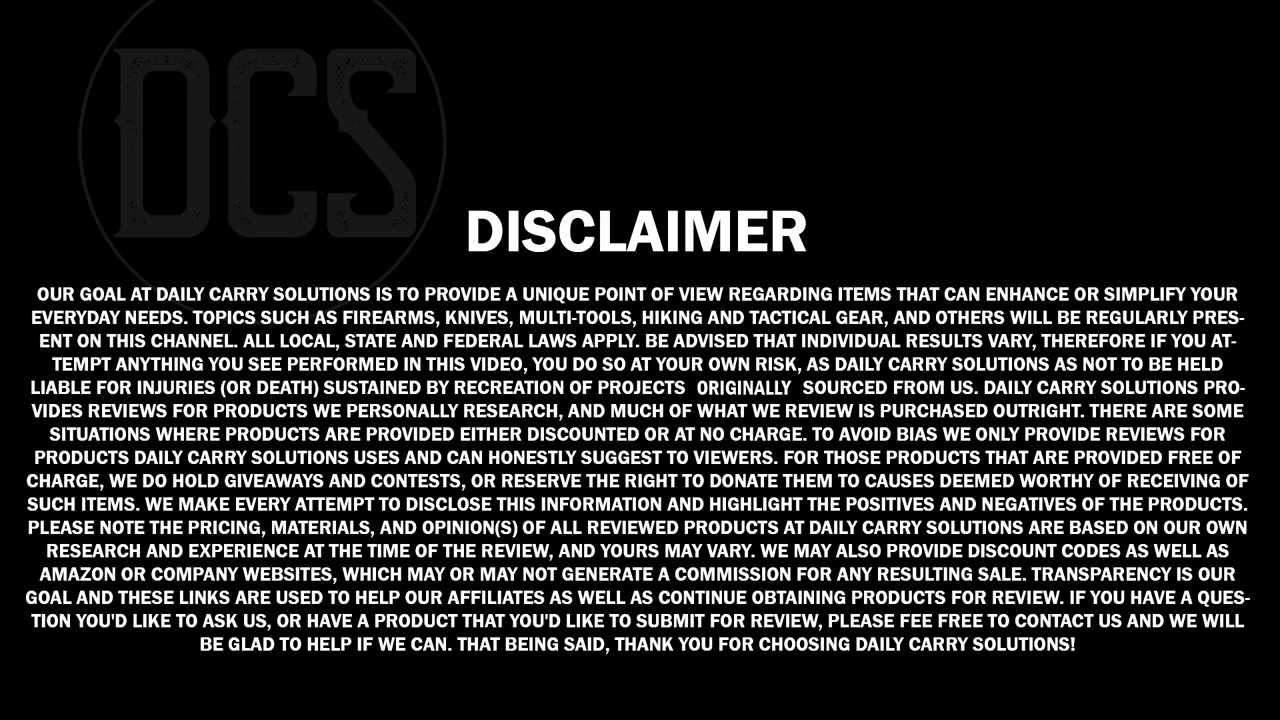 DCS
DISCLAIMER
OUR GOAL AT DAILY CARRY SOLUTIONS IS TO PROVIDE A UNIQUE POINT OF VIEW REGARDING ITEMS THAT CAN ENHANCE OR SIMPLIFY YOUR
EVERYDAY NEEDS. TOPICS SUCH AS FIREARMS, KNIVES, MULTI-TOOLS, HIKING AND TACTICAL GEAR, AND OTHERS WILL BE REGULARLY PRES-
ENT ON THIS CHANNEL. ALL LOCAL, STATE AND FEDERAL LAWS APPLY. BE ADVISED THAT INDIVIDUAL RESULTS VARY, THEREFORE IF YOU AT-
TEMPT ANYTHING YOU SEE PERFORMED IN THIS VIDEO, YOU DO SO AT YOUR OWN RISK, AS DAILY CARRY SOLUTIONS AS NOT TO BE HELD
LIABLE FOR INJURIES (OR DEATH) SUSTAINED BY RECREATION OF PROJECTS ORIGINALLY SOURCED FROM US. DAILY CARRY SOLUTIONS PRO-
VIDES REVIEWS FOR PRODUCTS WE PERSONALLY RESEARCH, AND MUCH OF WHAT WE REVIEW IS PURCHASED OUTRIGHT. THERE ARE SOME
SITUATIONS WHERE PRODUCTS ARE PROVIDED EITHER DISCOUNTED OR AT NO CHARGE. TO AVOID BIAS WE ONLY PROVIDE REVIEWS FOR
PRODUCTS DAILY CARRY SOLUTIONS USES AND CAN HONESTLY SUGGEST TO VIEWERS. FOR THOSE PRODUCTS THAT ARE PROVIDED FREE OF
CHARGE, WE DO HOLD GIVEAWAYS AND CONTESTS, OR RESERVE THE RIGHT TO DONATE THEM TO CAUSES DEEMED WORTHY OF RECEIVING OF
SUCH ITEMS. WE MAKE EVERY ATTEMPT TO DISCLOSE THIS INFORMATION AND HIGHLIGHT THE POSITIVES AND NEGATIVES OF THE PRODUCTS.
PLEASE NOTE THE PRICING, MATERIALS, AND OPINION(S) OF ALL REVIEWED PRODUCTS AT DAILY CARRY SOLUTIONS ARE BASED ON OUR OWN
RESEARCH AND EXPERIENCE AT THE TIME OF THE REVIEW, AND YOURS MAY VARY. WE MAY ALSO PROVIDE DISCOUNT CODES AS WELL AS
AMAZON OR COMPANY WEBSITES, WHICH MAY OR MAY NOT GENERATE A COMMISSION FOR ANY RESULTING SALE. TRANSPARENCY IS OUR
GOAL AND THESE LINKS ARE USED TO HELP OUR AFFILIATES AS WELL AS CONTINUE OBTAINING PRODUCTS FOR REVIEW. IF YOU HAVE A QUES-
TION YOU'D LIKE TO ASK US, OR HAVE A PRODUCT THAT YOU'D LIKE TO SUBMIT FOR REVIEW, PLEASE FEE FREE TO CONTACT US AND WE WILL
BE GLAD TO HELP IF WE CAN. THAT BEING SAID, THANK YOU FOR CHOOSING DAILY CARRY SOLUTIONS!